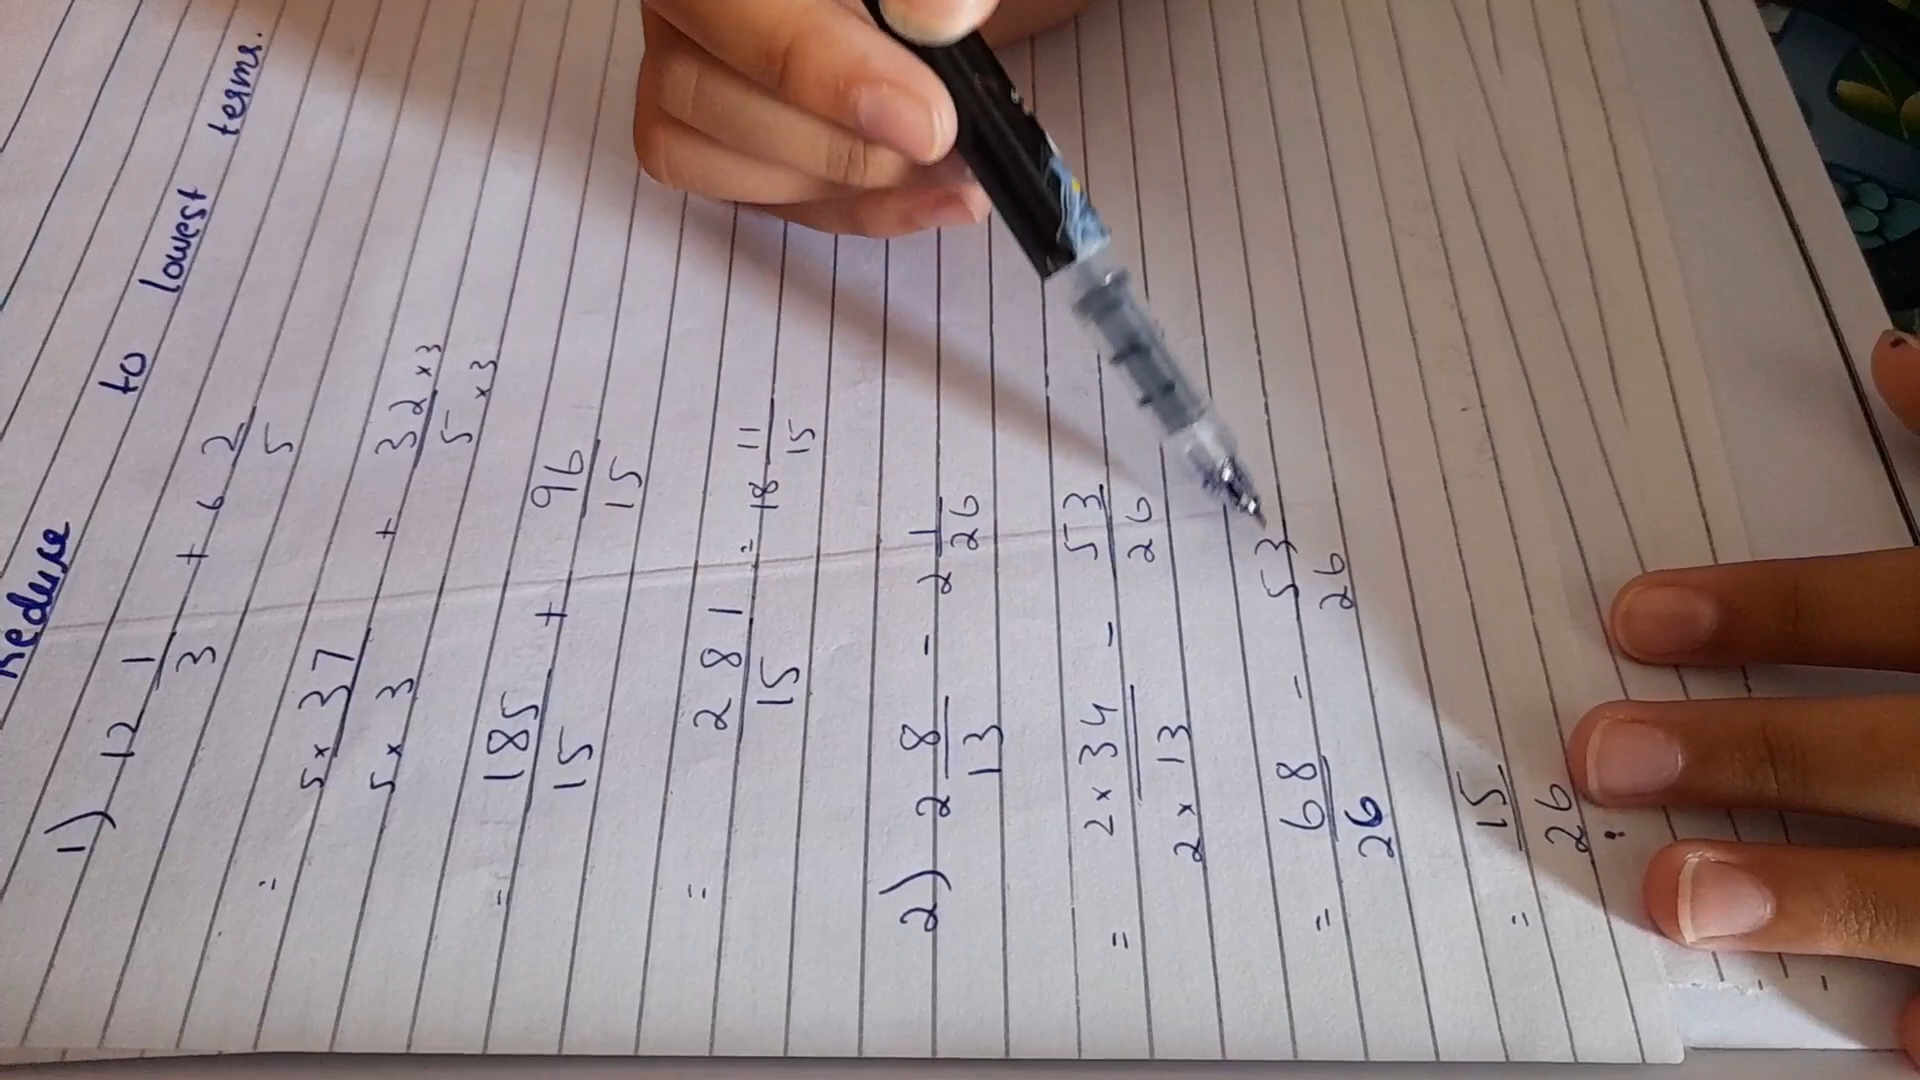 Reduce to lowest terms.
1) 12 1/3 + 6 2/5
= 5×37/5×3 + 32×3/5×3
= 185/15 + 96/15
= 281/15 = 18 11/15
2) 2 8/13 - 2 1/26
= 2×34/2×13 - 53/26
= 68/26 - 53/26
= 15/26